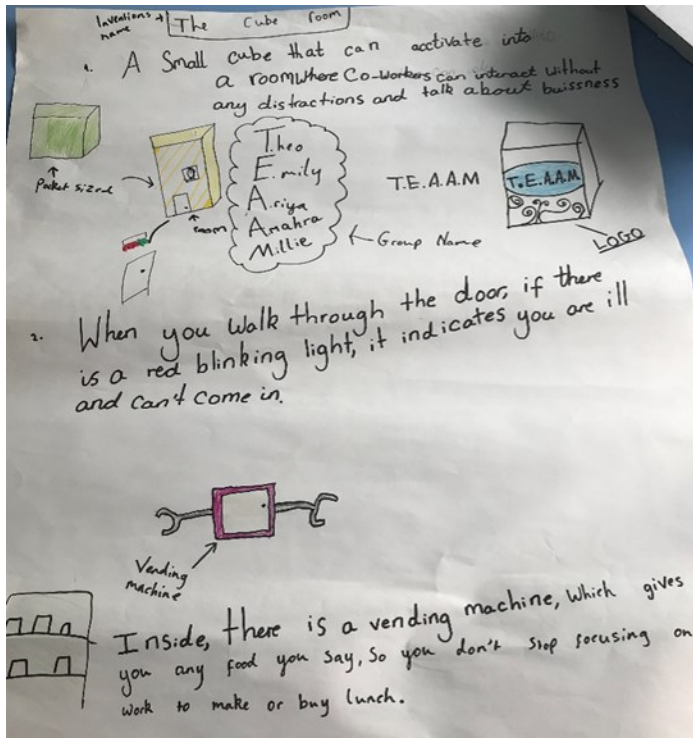 Inventions name → The Cube room
1. A Small cube that can acctivate into
a room where Co-workers can interact without
any distractions and talk about buissness
Pocket sized
room
T.heo
E.mily
A.riya
Amahra
Millie
Group Name
T.E.A.A.M
T.E.A.A.M
LOGO
2. When you walk through the door, if there
is a red blinking light, it indicates you are ill
and can't come in.
Vending
machine
Inside, there is a vending machine, which gives
you any food you say, So you don't stop focusing on
work to make or buy lunch.